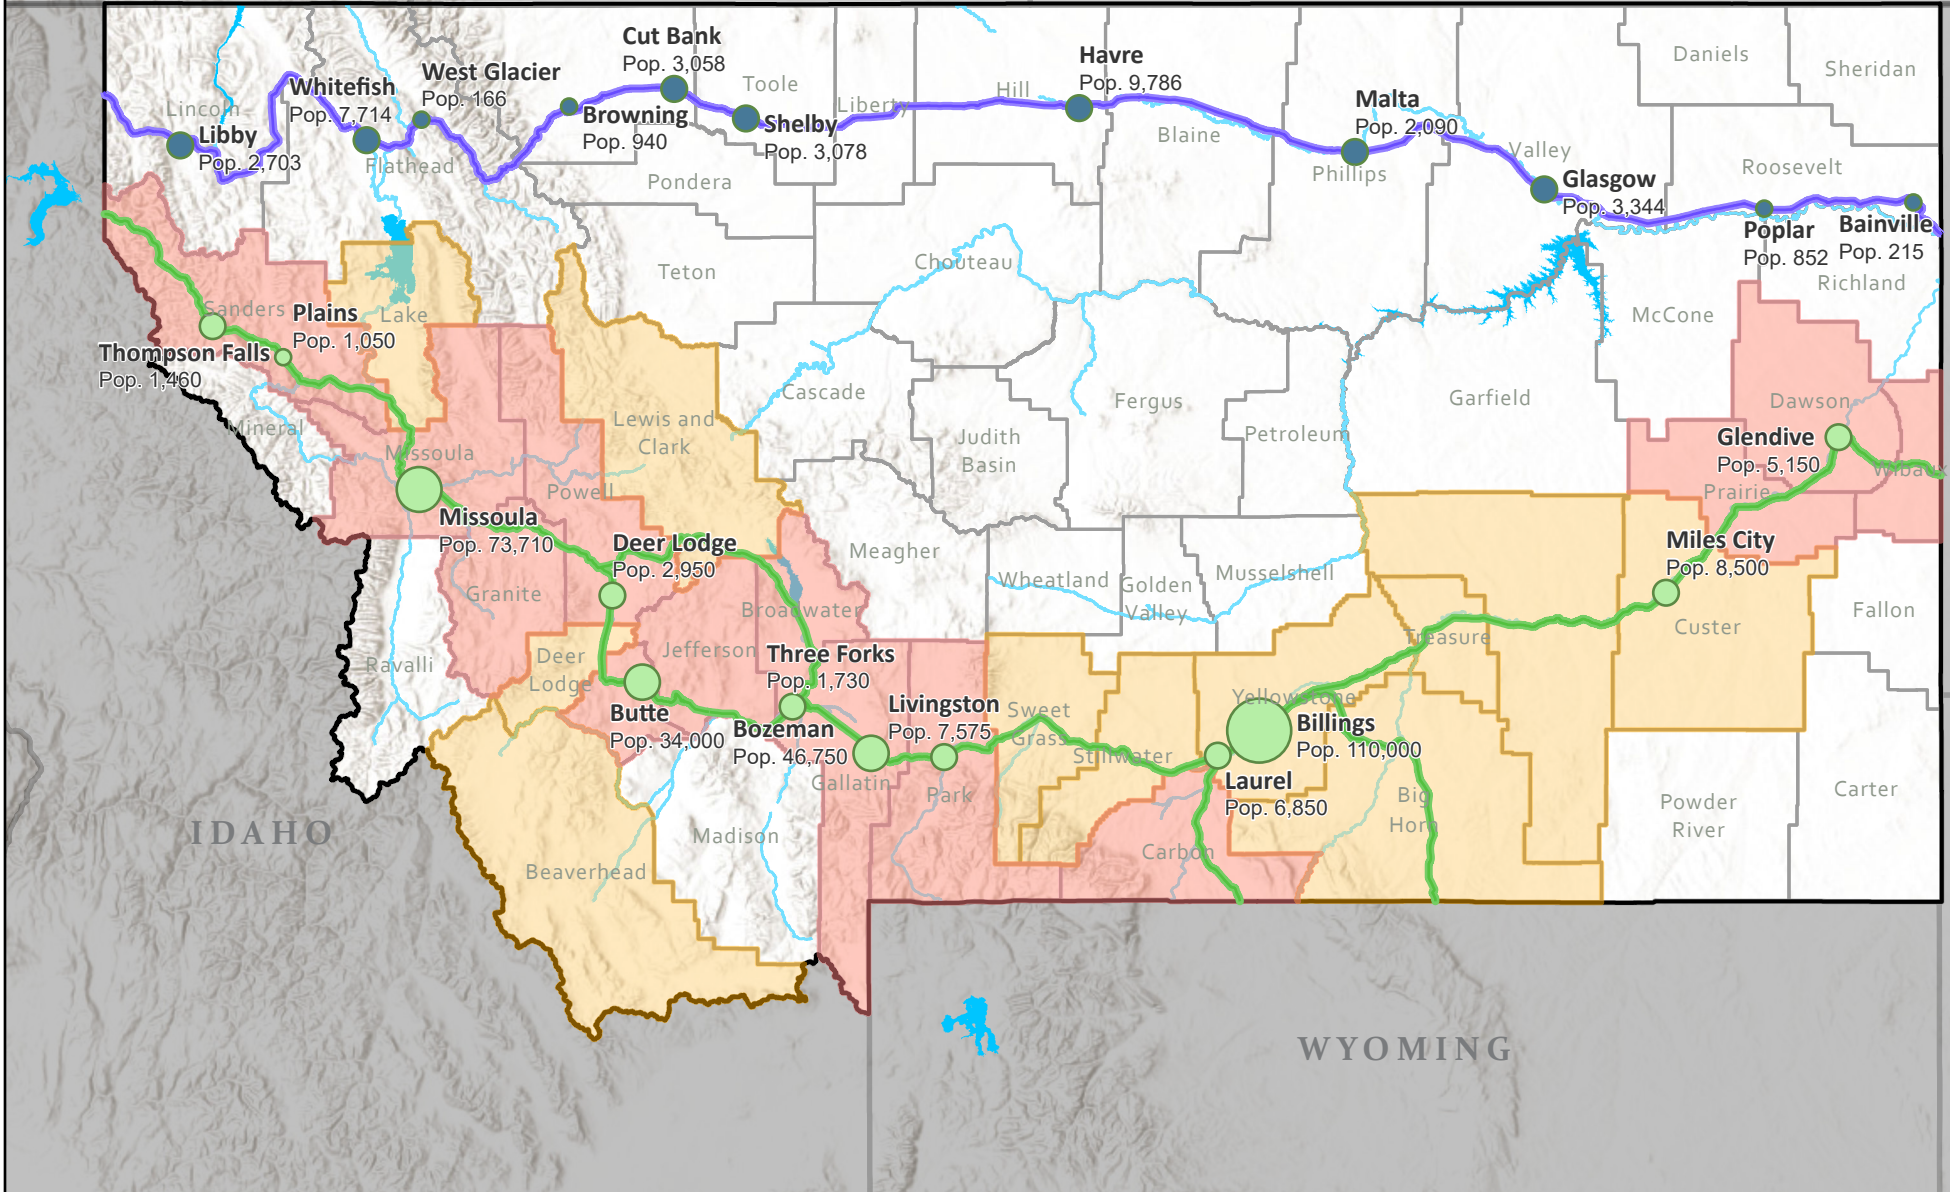 Cut Bank
Pop. 3,058
Havre
Pop. 9,786
Daniels
Sheridan
West Glacier
Pop. 166
Whitefish
Pop. 7,714
Toole
Hill
Liberty
Malta
Pop. 2,090
Lincoln
Libby
Pop. 2,703
Browning
Pop. 940
Shelby
Pop. 3,078
Blaine
Valley
Flathead
Pondera
Phillips
Roosevelt
Glasgow
Pop. 3,344
Poplar
Pop. 852
Bainville
Pop. 215
Teton
Chouteau
Richland
Sanders
Plains
Pop. 1,050
Lake
McCone
Thompson Falls
Pop. 1,460
Cascade
Fergus
Garfield
Dawson
Mineral
Lewis and
Clark
Judith
Basin
Petroleum
Glendive
Pop. 5,150
Missoula
Wibaux
Powell
Prairie
Missoula
Pop. 73,710
Deer Lodge
Pop. 2,950
Meagher
Miles City
Pop. 8,500
Granite
Wheatland
Golden
Valley
Musselshell
Broadwater
Fallon
Custer
Treasure
Ravalli
Deer
Lodge
Jefferson
Three Forks
Pop. 1,730
Livingston
Pop. 7,575
Sweet
Grass
Yellowstone
Billings
Pop. 110,000
Butte
Pop. 34,000
Bozeman
Pop. 46,750
Stillwater
Gallatin
Park
Laurel
Pop. 6,850
Big
Horn
Powder
River
Carter
IDAHO
Madison
Carbon
Beaverhead
WYOMING